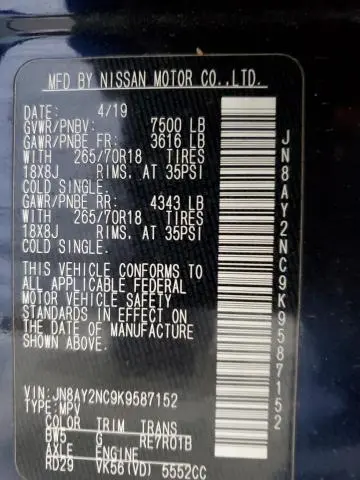 MFD BY NISSAN MOTOR CO.,LTD.
DATE: 4/19
GVWR/PNBV: 7500 LB
GAWR/PNBE FR: 3616 LB
WITH 265/70R18 TIRES
18X8J RIMS, AT 35PSI
COLD SINGLE.
GAWR/PNBE RR: 4343 LB
WITH 265/70R18 TIRES
18X8J RIMS, AT 35PSI
COLD SINGLE.
THIS VEHICLE CONFORMS TO
ALL APPLICABLE FEDERAL
MOTOR VEHICLE SAFETY
STANDARDS IN EFFECT ON
THE DATE OF MANUFACTURE
SHOWN ABOVE.
VIN: JN8AY2NC9K9587152
TYPE: MPV
COLOR TRIM TRANS
BW5 G RE7R01B
AXLE ENGINE
RD29 VK56(VD) 5552CC
JN8AY2NC9K9587152